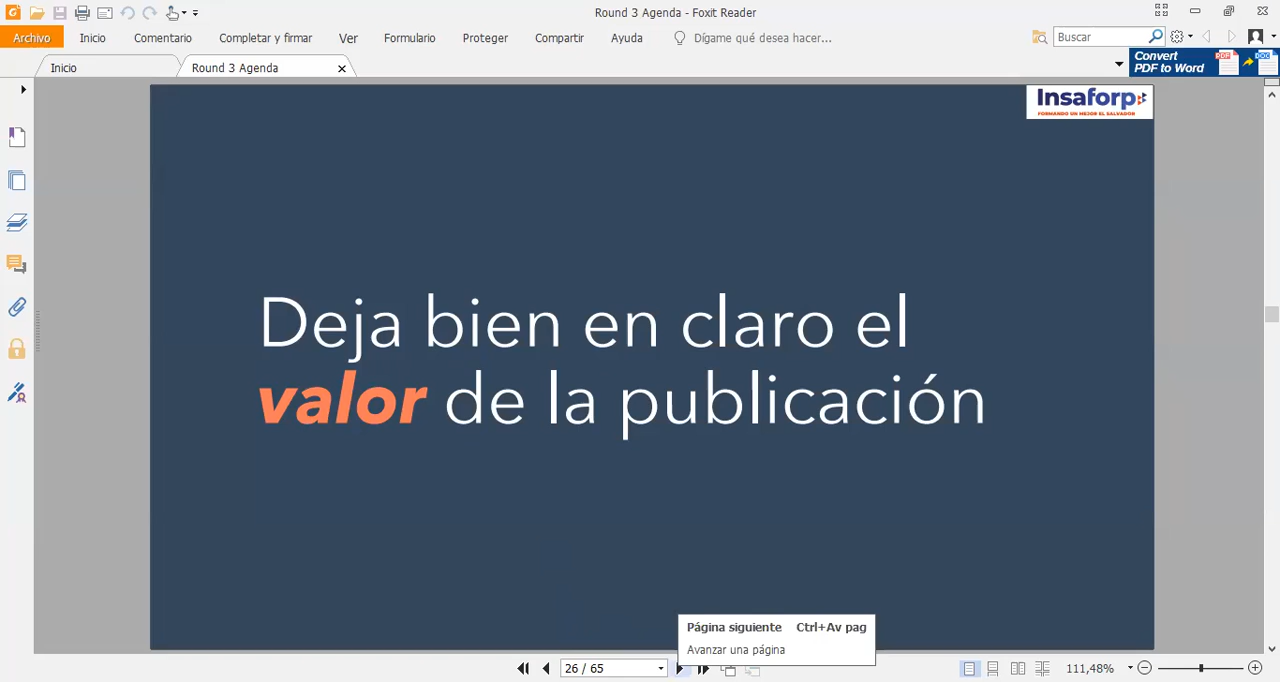 Round 3 Agenda - Foxit Reader
Archivo Inicio Comentario Completar y firmar Ver Formulario Proteger Compartir Ayuda Dígame qué desea hacer... Buscar
Inicio Round 3 Agenda
Convert
PDF to Word
PDF DOC
Insaforp
FORMANDO UN MEJOR EL SALVADOR
Deja bien en claro el
valor de la publicación
Página siguiente Ctrl+Av pag
Avanzar una página
26 / 65 111,48%